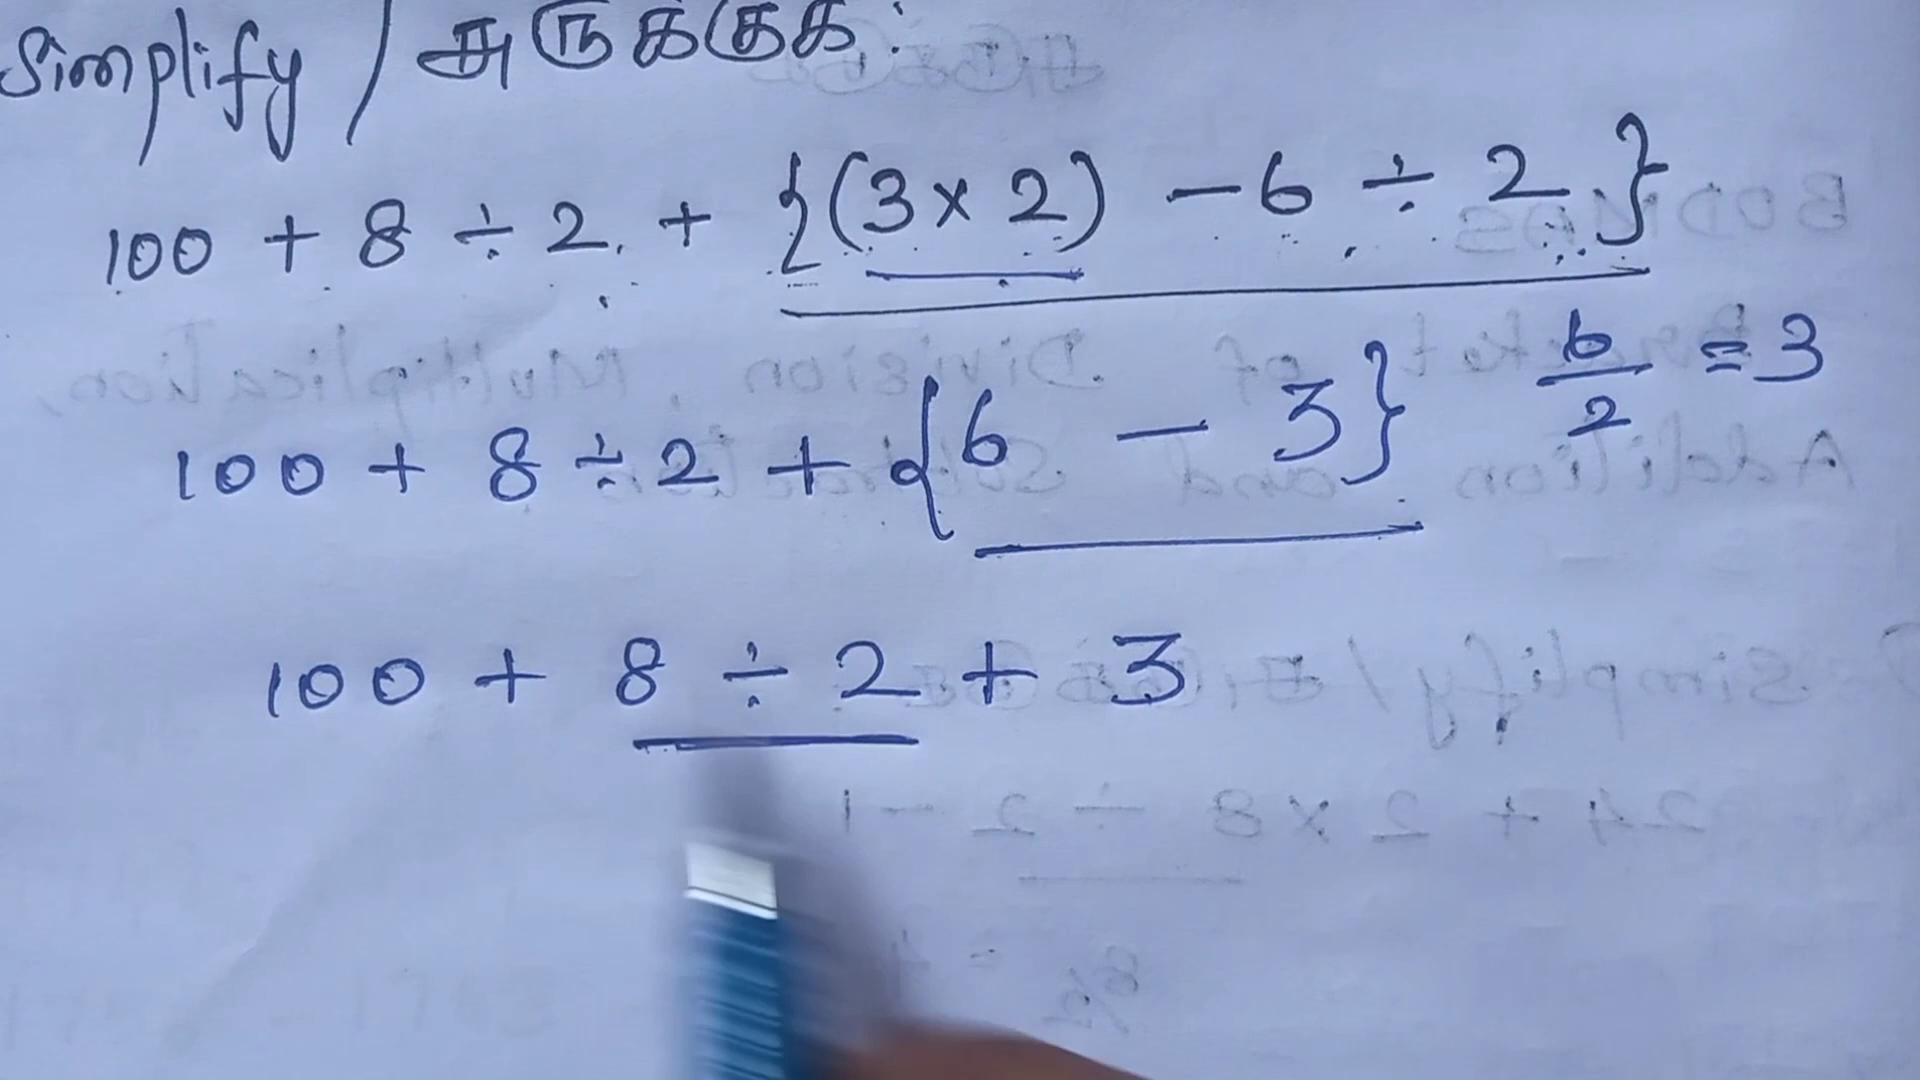 Simplify / சுருக்குக:
100 + 8 ÷ 2 + {(3 × 2) - 6 ÷ 2}
6/2 = 3
100 + 8 ÷ 2 + {6 - 3}
100 + 8 ÷ 2 + 3